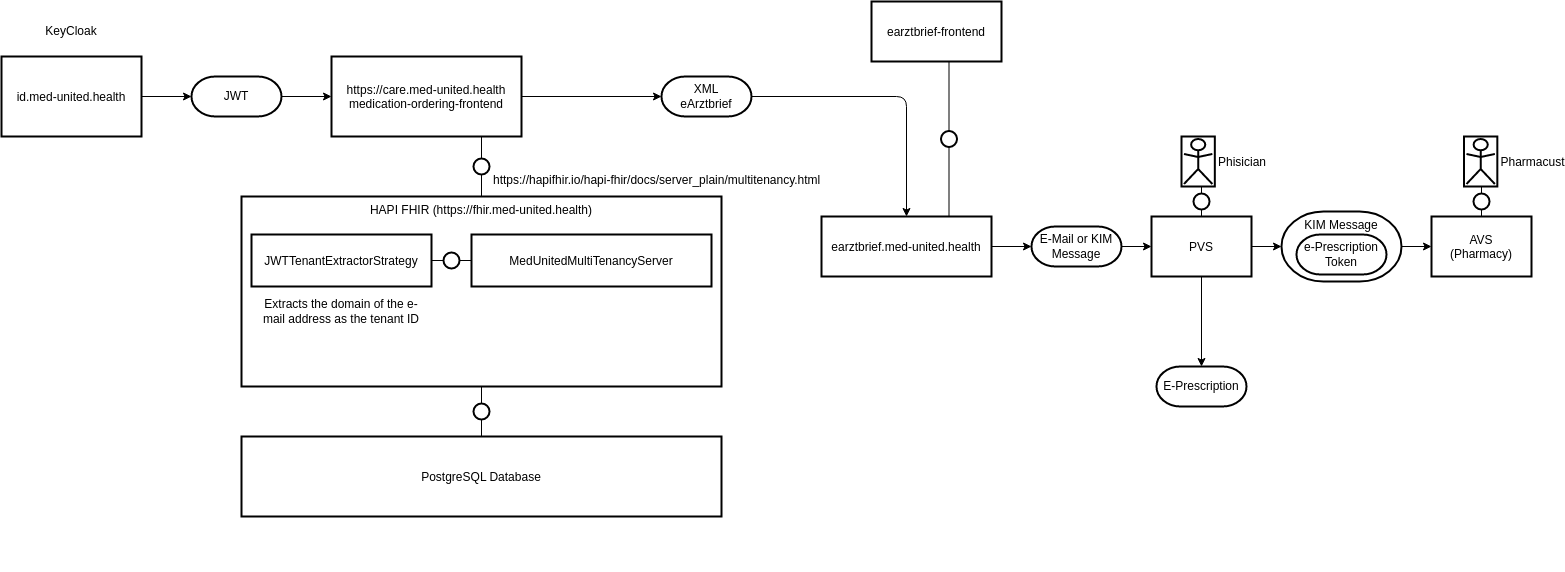 KeyCloak
id.med-united.health
JWT
https://care.med-united.health
medication-ordering-frontend
XML
eArztbrief
earztbrief-frontend
https://hapifhir.io/hapi-fhir/docs/server_plain/multitenancy.html
HAPI FHIR (https://fhir.med-united.health)
JWTTenantExtractorStrategy
MedUnitedMultiTenancyServer
Extracts the domain of the e-
mail address as the tenant ID
PostgreSQL Database
earztbrief.med-united.health
E-Mail or KIM
Message
Phisician
PVS
E-Prescription
KIM Message
e-Prescription
Token
Pharmacust
AVS
(Pharmacy)